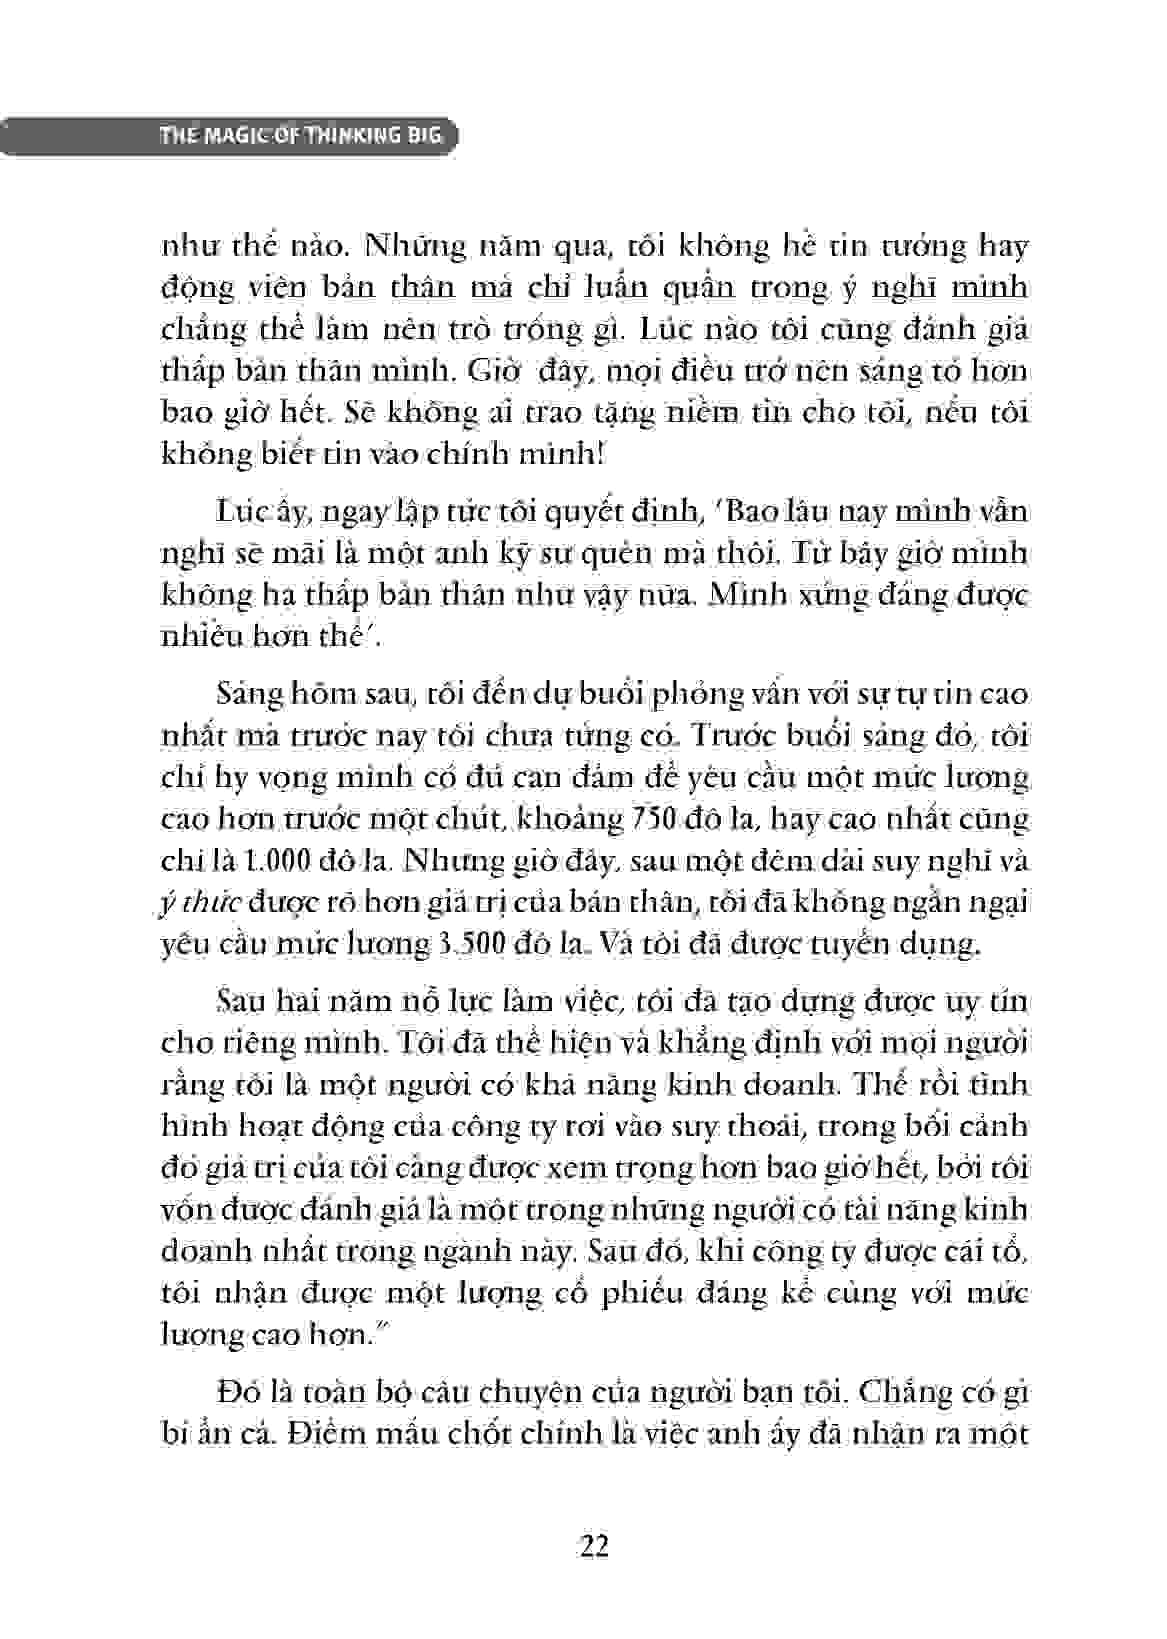 THE MAGIC OF THINKING BIG
như thế nào. Những năm qua, tôi không hề tin tưởng hay
động viên bản thân mà chỉ luẩn quẩn trong ý nghĩ mình
chẳng thể làm nên trò trống gì. Lúc nào tôi cũng đánh giá
thấp bản thân mình. Giờ đây, mọi điều trở nên sáng tỏ hơn
bao giờ hết. Sẽ không ai trao tặng niềm tin cho tôi, nếu tôi
không biết tin vào chính mình!
Lúc ấy, ngay lập tức tôi quyết định, ‘Bao lâu nay mình vẫn
nghĩ sẽ mãi là một anh kỹ sư quèn mà thôi. Từ bây giờ mình
không hạ thấp bản thân như vậy nữa. Mình xứng đáng được
nhiều hơn thế’.
Sáng hôm sau, tôi đến dự buổi phỏng vấn với sự tự tin cao
nhất mà trước nay tôi chưa từng có. Trước buổi sáng đó, tôi
chỉ hy vọng mình có đủ can đảm để yêu cầu một mức lương
cao hơn trước một chút, khoảng 750 đô la, hay cao nhất cũng
chỉ là 1.000 đô la. Nhưng giờ đây, sau một đêm dài suy nghĩ và
ý thức được rõ hơn giá trị của bản thân, tôi đã không ngần ngại
yêu cầu mức lương 3.500 đô la. Và tôi đã được tuyển dụng.
Sau hai năm nỗ lực làm việc, tôi đã tạo dựng được uy tín
cho riêng mình. Tôi đã thể hiện và khẳng định với mọi người
rằng tôi là một người có khả năng kinh doanh. Thế rồi tình
hình hoạt động của công ty rơi vào suy thoái, trong bối cảnh
đó giá trị của tôi càng được xem trọng hơn bao giờ hết, bởi tôi
vốn được đánh giá là một trong những người có tài năng kinh
doanh nhất trong ngành này. Sau đó, khi công ty được cải tổ,
tôi nhận được một lượng cổ phiếu đáng kể cùng với mức
lương cao hơn.”
Đó là toàn bộ câu chuyện của người bạn tôi. Chẳng có gì
bí ẩn cả. Điểm mấu chốt chính là việc anh ấy đã nhận ra một
22